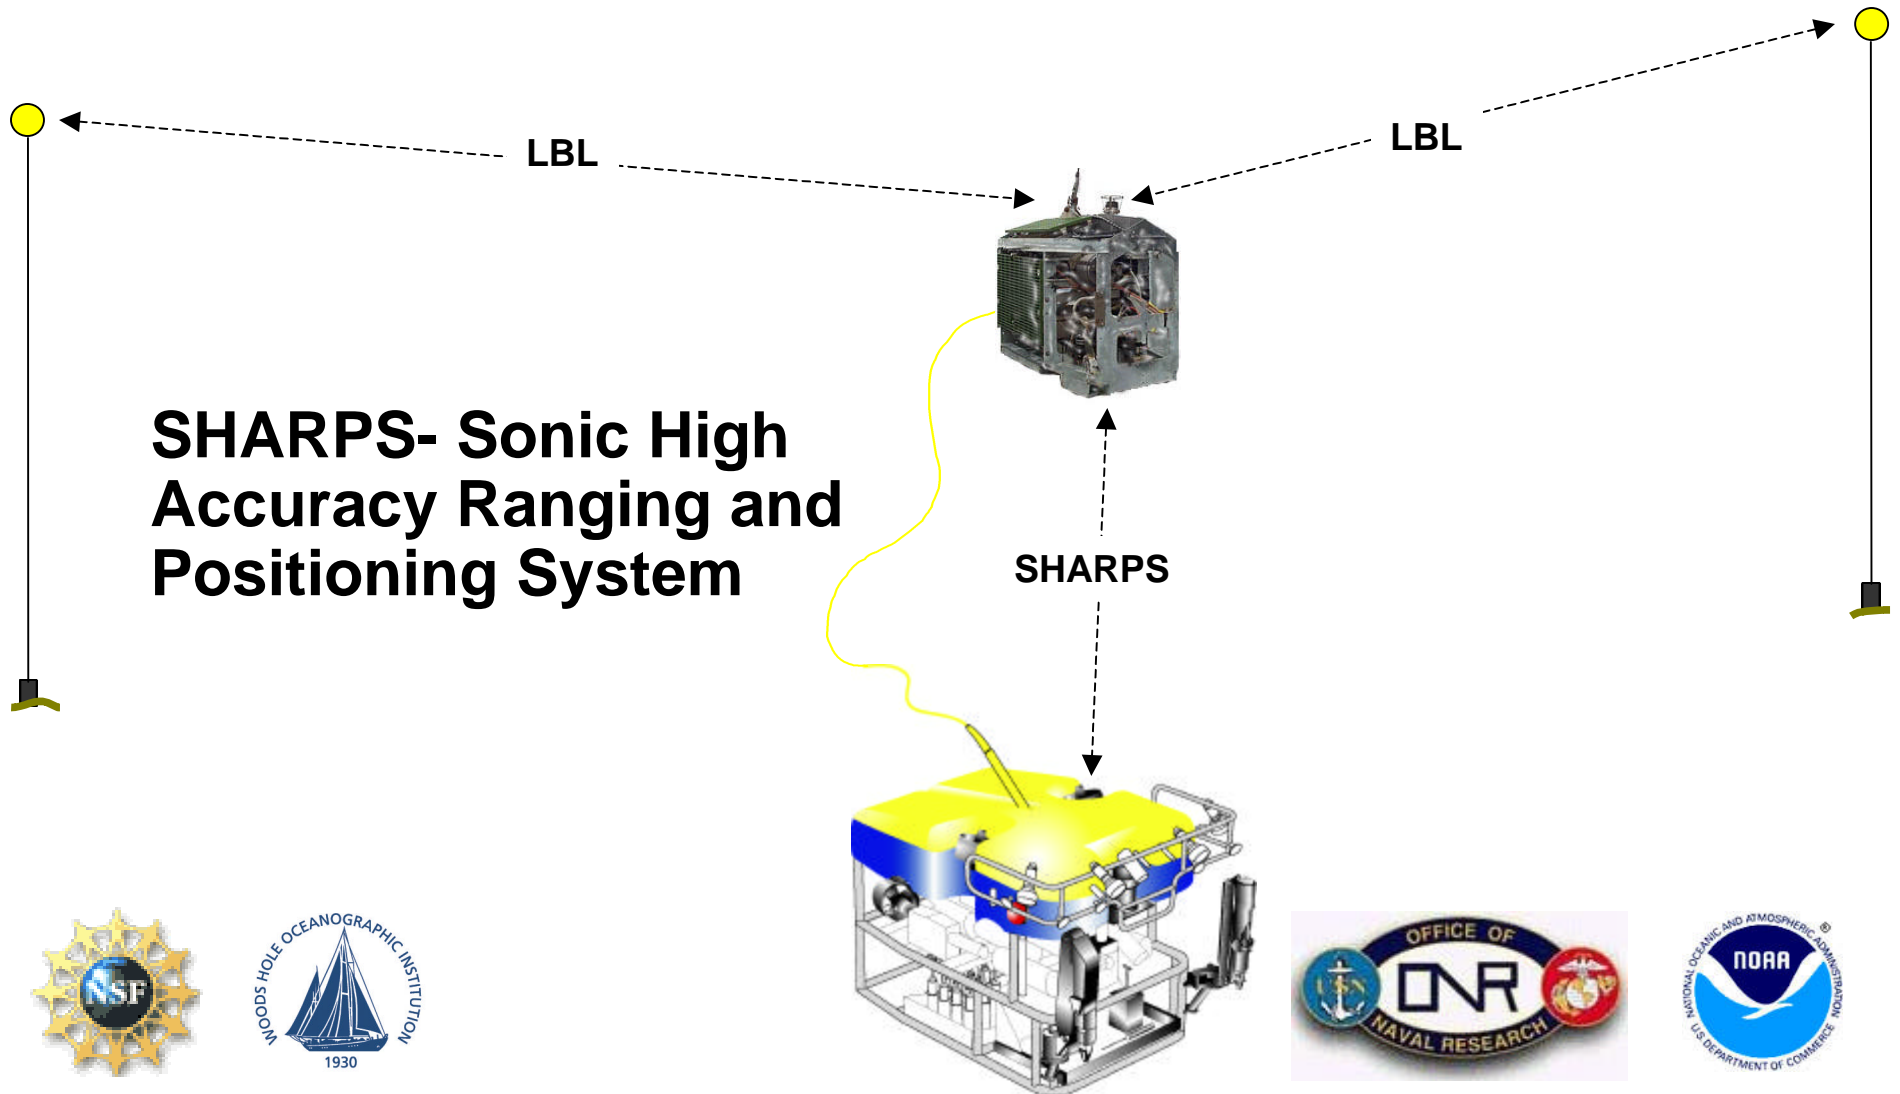 LBL
LBL
SHARPS- Sonic High
Accuracy Ranging and
Positioning System
SHARPS
NSF
WOODS HOLE OCEANOGRAPHIC INSTITUTION
1930
OFFICE OF
USN
ONR
NAVAL RESEARCH
NATIONAL OCEANIC AND ATMOSPHERIC ADMINISTRATION
®
NOAA
U.S. DEPARTMENT OF COMMERCE